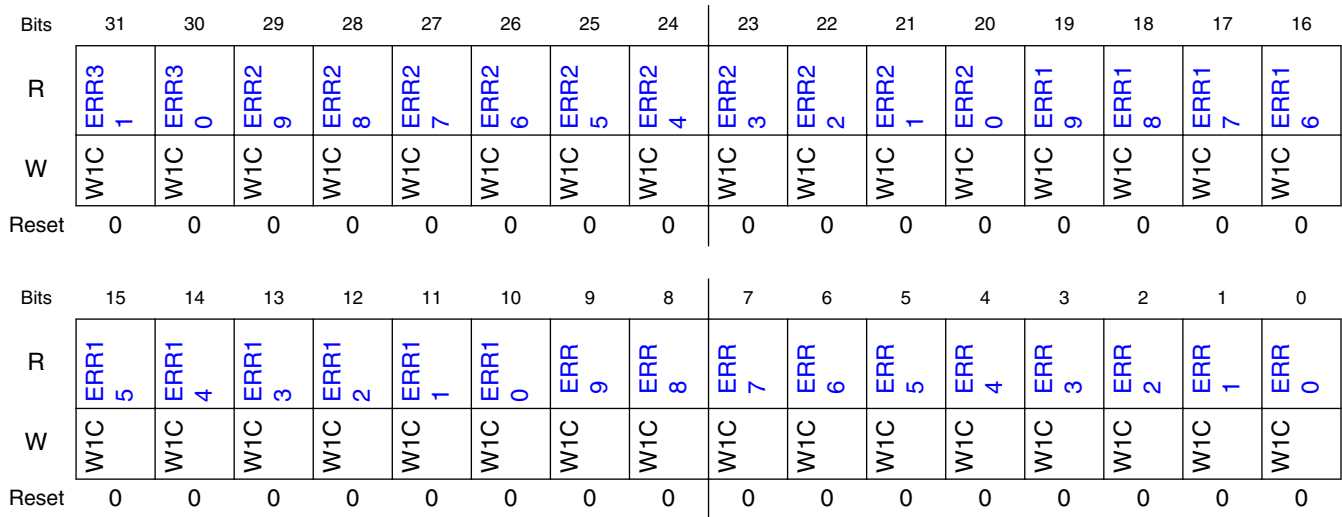 Bits 31 30 29 28 27 26 25 24 23 22 21 20 19 18 17 16
R ERR31 ERR30 ERR29 ERR28 ERR27 ERR26 ERR25 ERR24 ERR23 ERR22 ERR21 ERR20 ERR19 ERR18 ERR17 ERR16
W W1C W1C W1C W1C W1C W1C W1C W1C W1C W1C W1C W1C W1C W1C W1C W1C
Reset 0 0 0 0 0 0 0 0 0 0 0 0 0 0 0 0
Bits 15 14 13 12 11 10 9 8 7 6 5 4 3 2 1 0
R ERR15 ERR14 ERR13 ERR12 ERR11 ERR10 ERR9 ERR8 ERR7 ERR6 ERR5 ERR4 ERR3 ERR2 ERR1 ERR0
W W1C W1C W1C W1C W1C W1C W1C W1C W1C W1C W1C W1C W1C W1C W1C W1C
Reset 0 0 0 0 0 0 0 0 0 0 0 0 0 0 0 0